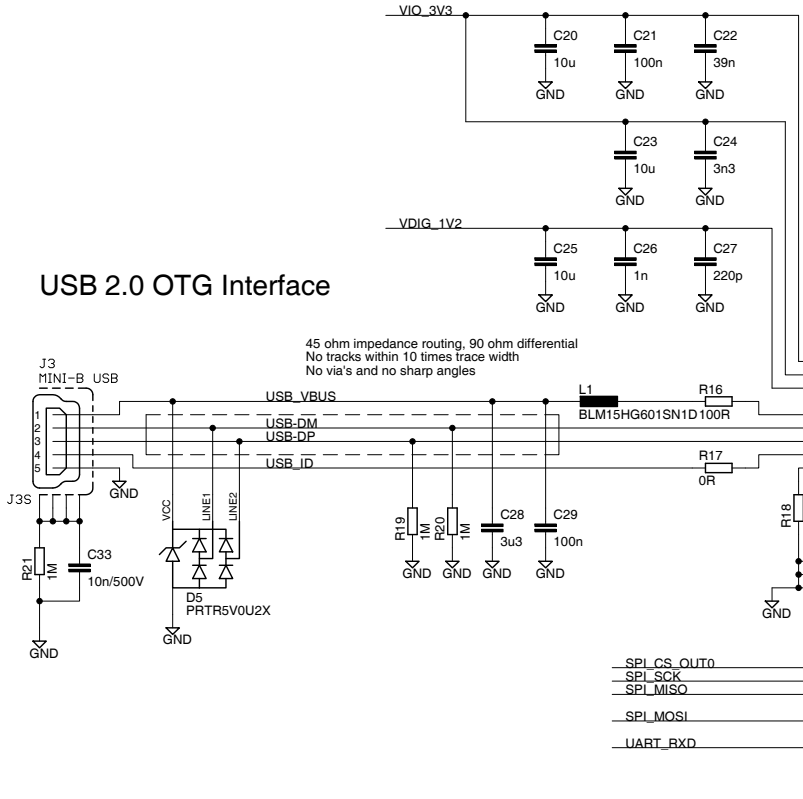 VIO_3V3
C20
10u
GND
C21
100n
GND
C22
39n
GND
C23
10u
GND
C24
3n3
GND
VDIG_1V2
C25
10u
GND
C26
1n
GND
C27
220p
GND
USB 2.0 OTG Interface
45 ohm impedance routing, 90 ohm differential
No tracks within 10 times trace width
No via's and no sharp angles
J3
MINI-B USB
1
2
3
4
5
USB_VBUS
USB-DM
USB-DP
USB_ID
L1
BLM15HG601SN1D
R16
100R
R17
0R
GND
J3S
VCC
LINE1
LINE2
R19
1M
GND
R20
1M
GND
C28
3u3
GND
C29
100n
GND
R18
GND
R21
1M
C33
10n/500V
GND
D5
PRTR5V0U2X
GND
SPI_CS_OUT0
SPI_SCK
SPI_MISO
SPI_MOSI
UART_RXD